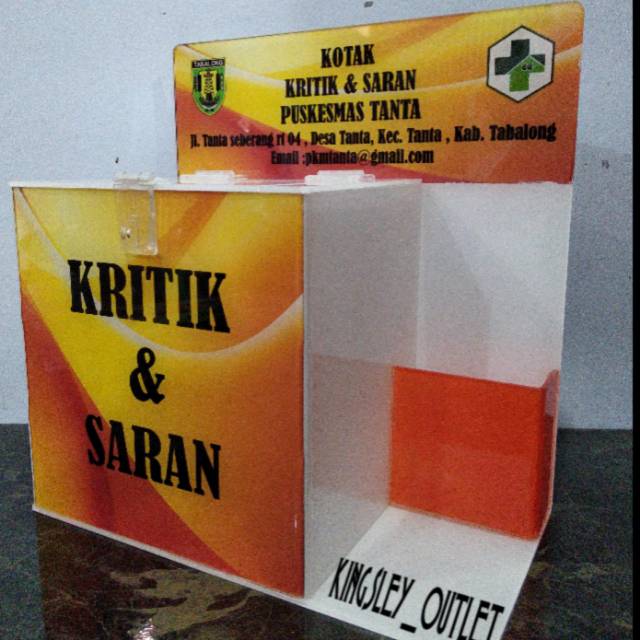 TABALONG
KOTAK
KRITIK & SARAN
PUSKESMAS TANTA
Jl. Tanta seberang rt 04 , Desa Tanta, Kec. Tanta , Kab. Tabalong
Email :pkmtanta@gmail.com
KRITIK
&
SARAN
KINGSLEY_OUTLET